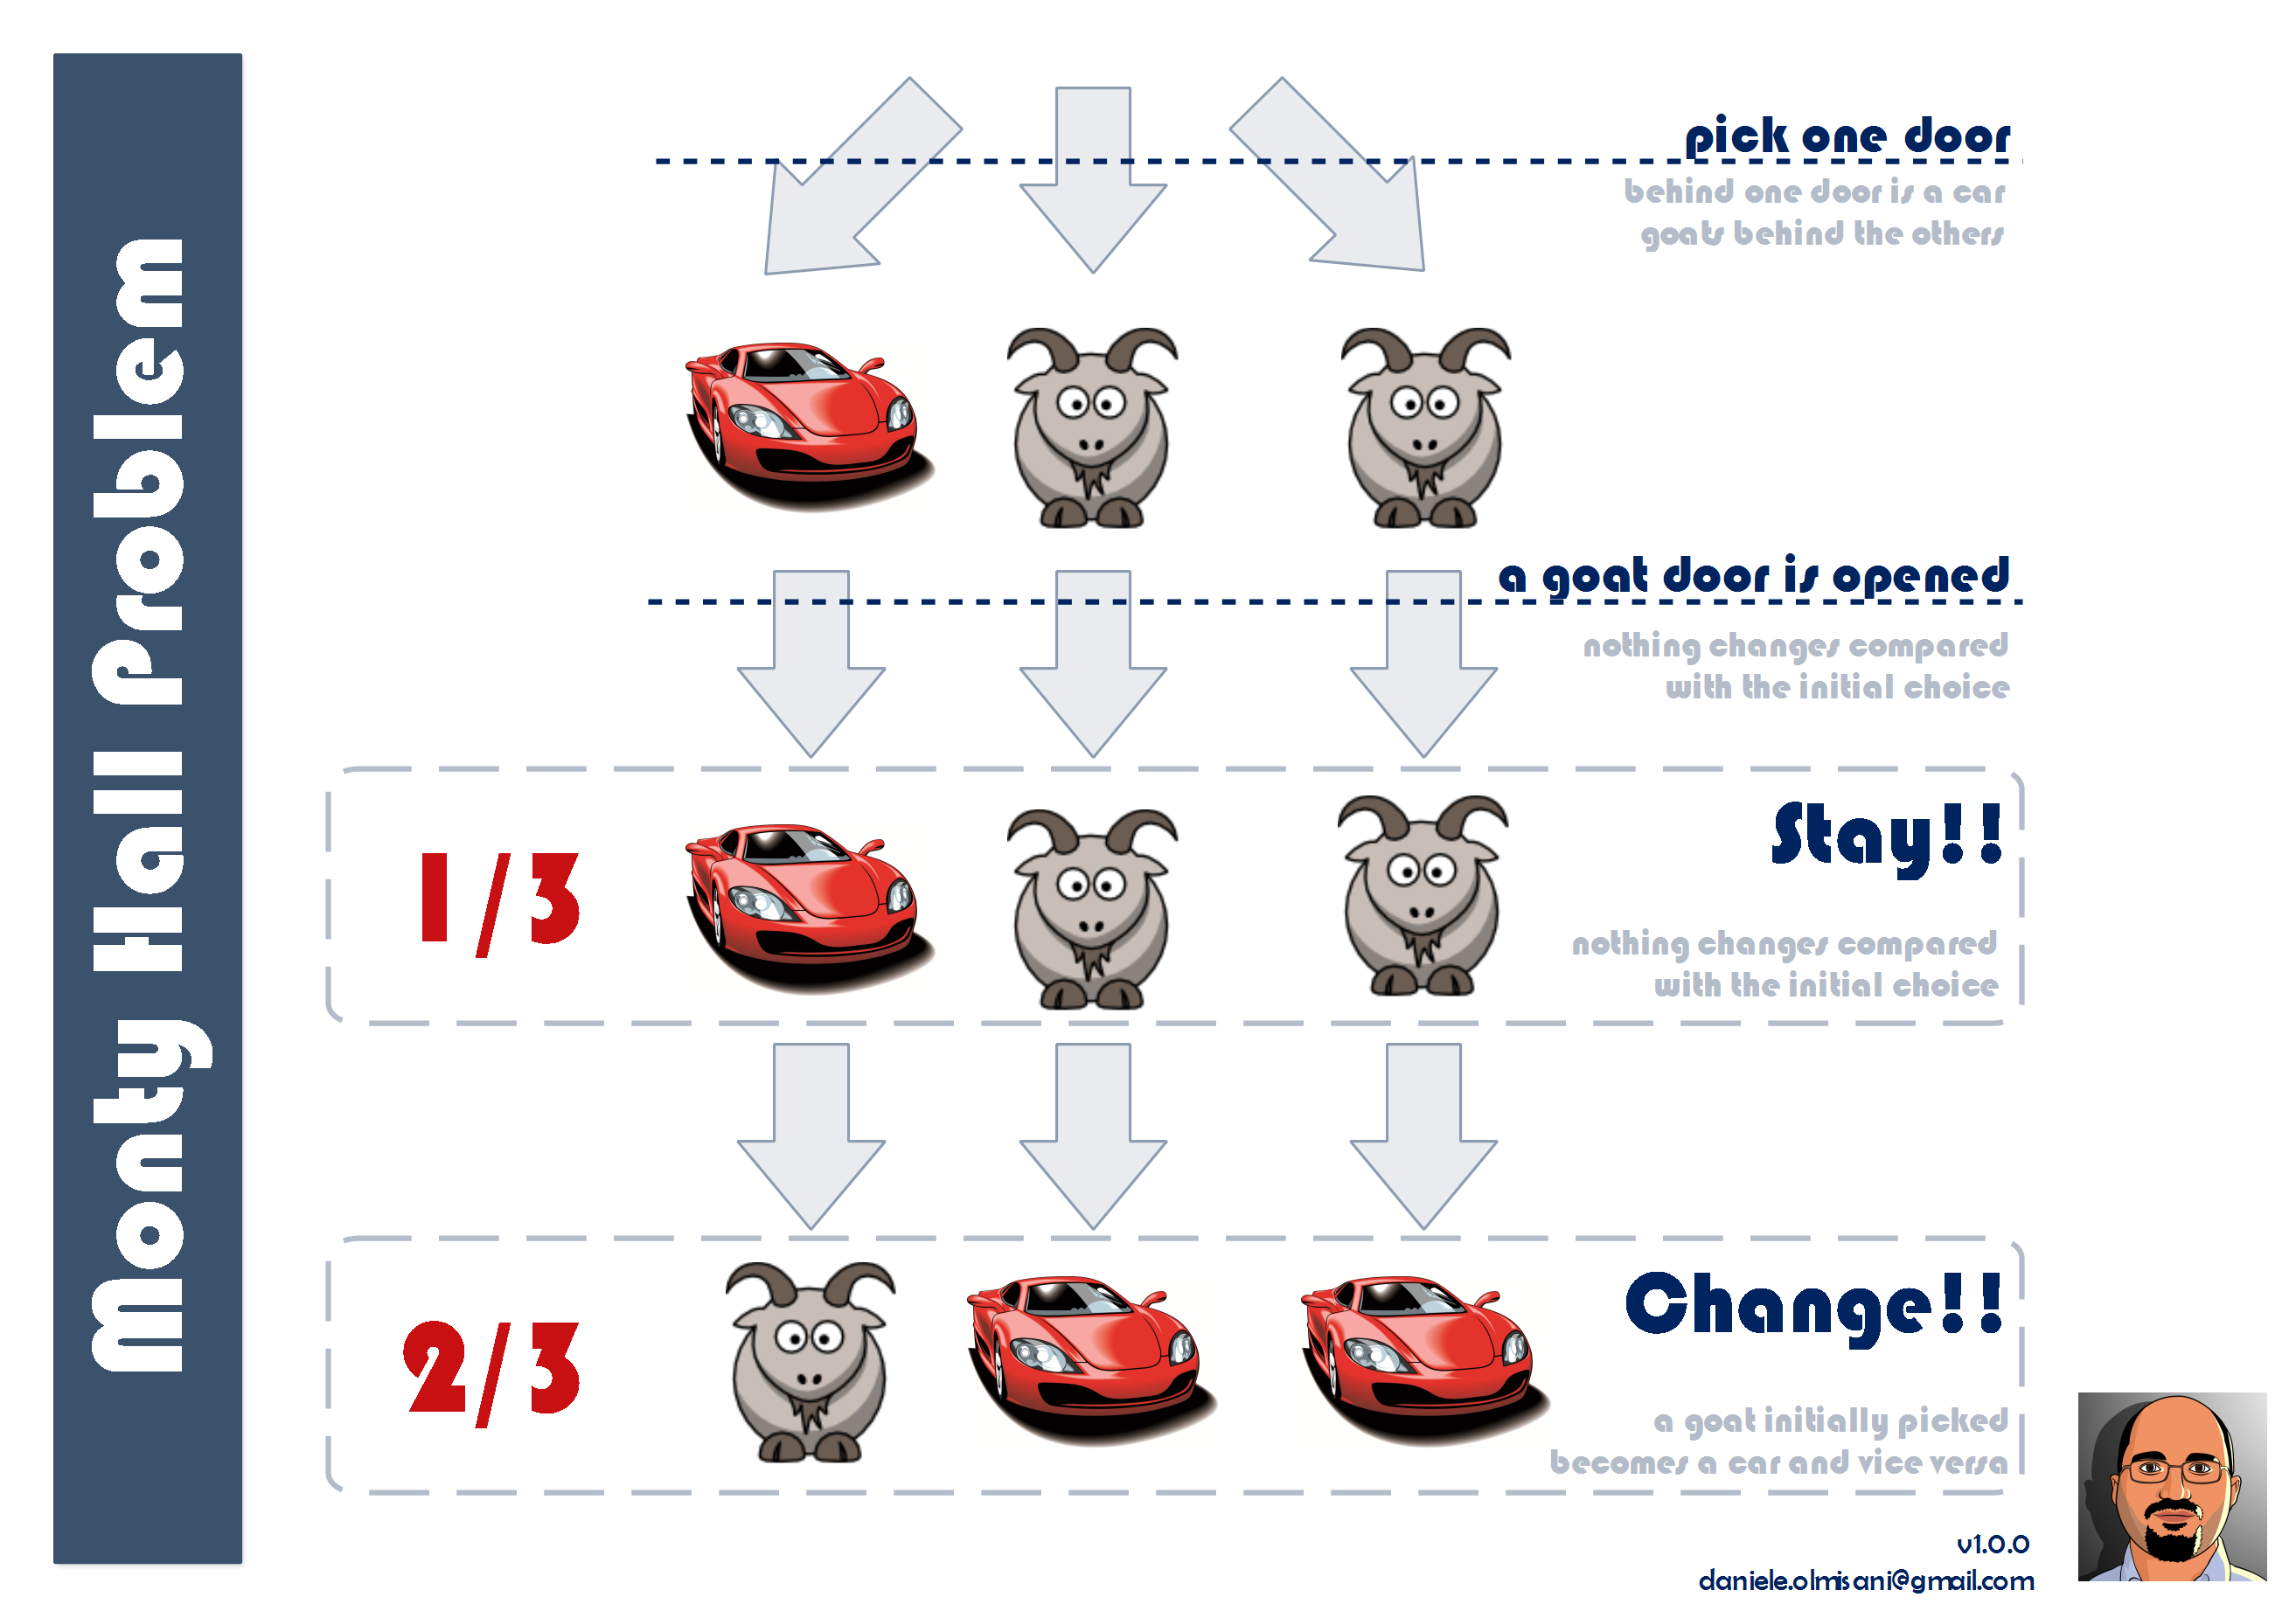 Monty Hall Problem
pick one door
behind one door is a car
goats behind the others
a goat door is opened
nothing changes compared
with the initial choice
1/3
Stay!!
nothing changes compared
with the initial choice
2/3
Change!!
a goat initially picked
becomes a car and vice versa
v1.0.0
daniele.olmisani@gmail.com